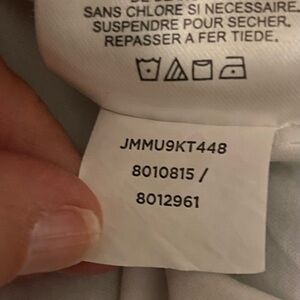 SANS CHLORE SI NECESSAIRE.
SUSPENDRE POUR SECHER.
REPASSER A FER TIEDE.
JMMU9KT448
8010815 /
8012961